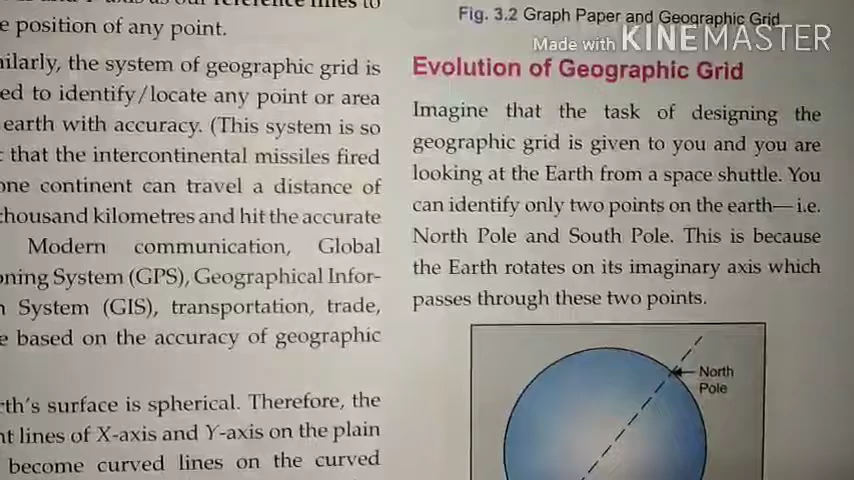 reference lines to
e position of any point.
ilarly, the system of geographic grid is
ed to identify/locate any point or area
earth with accuracy. (This system is so
that the intercontinental missiles fired
one continent can travel a distance of
thousand kilometres and hit the accurate
Modern communication, Global
oning System (GPS), Geographical Infor-
System (GIS), transportation, trade,
e based on the accuracy of geographic
rth's surface is spherical. Therefore, the
nt lines of X-axis and Y-axis on the plain
become curved lines on the curved
Fig. 3.2 Graph Paper and Geographic Grid
Made with KINEMASTER
Evolution of Geographic Grid
Imagine that the task of designing the
geographic grid is given to you and you are
looking at the Earth from a space shuttle. You
can identify only two points on the earth—i.e.
North Pole and South Pole. This is because
the Earth rotates on its imaginary axis which
passes through these two points.
North
Pole